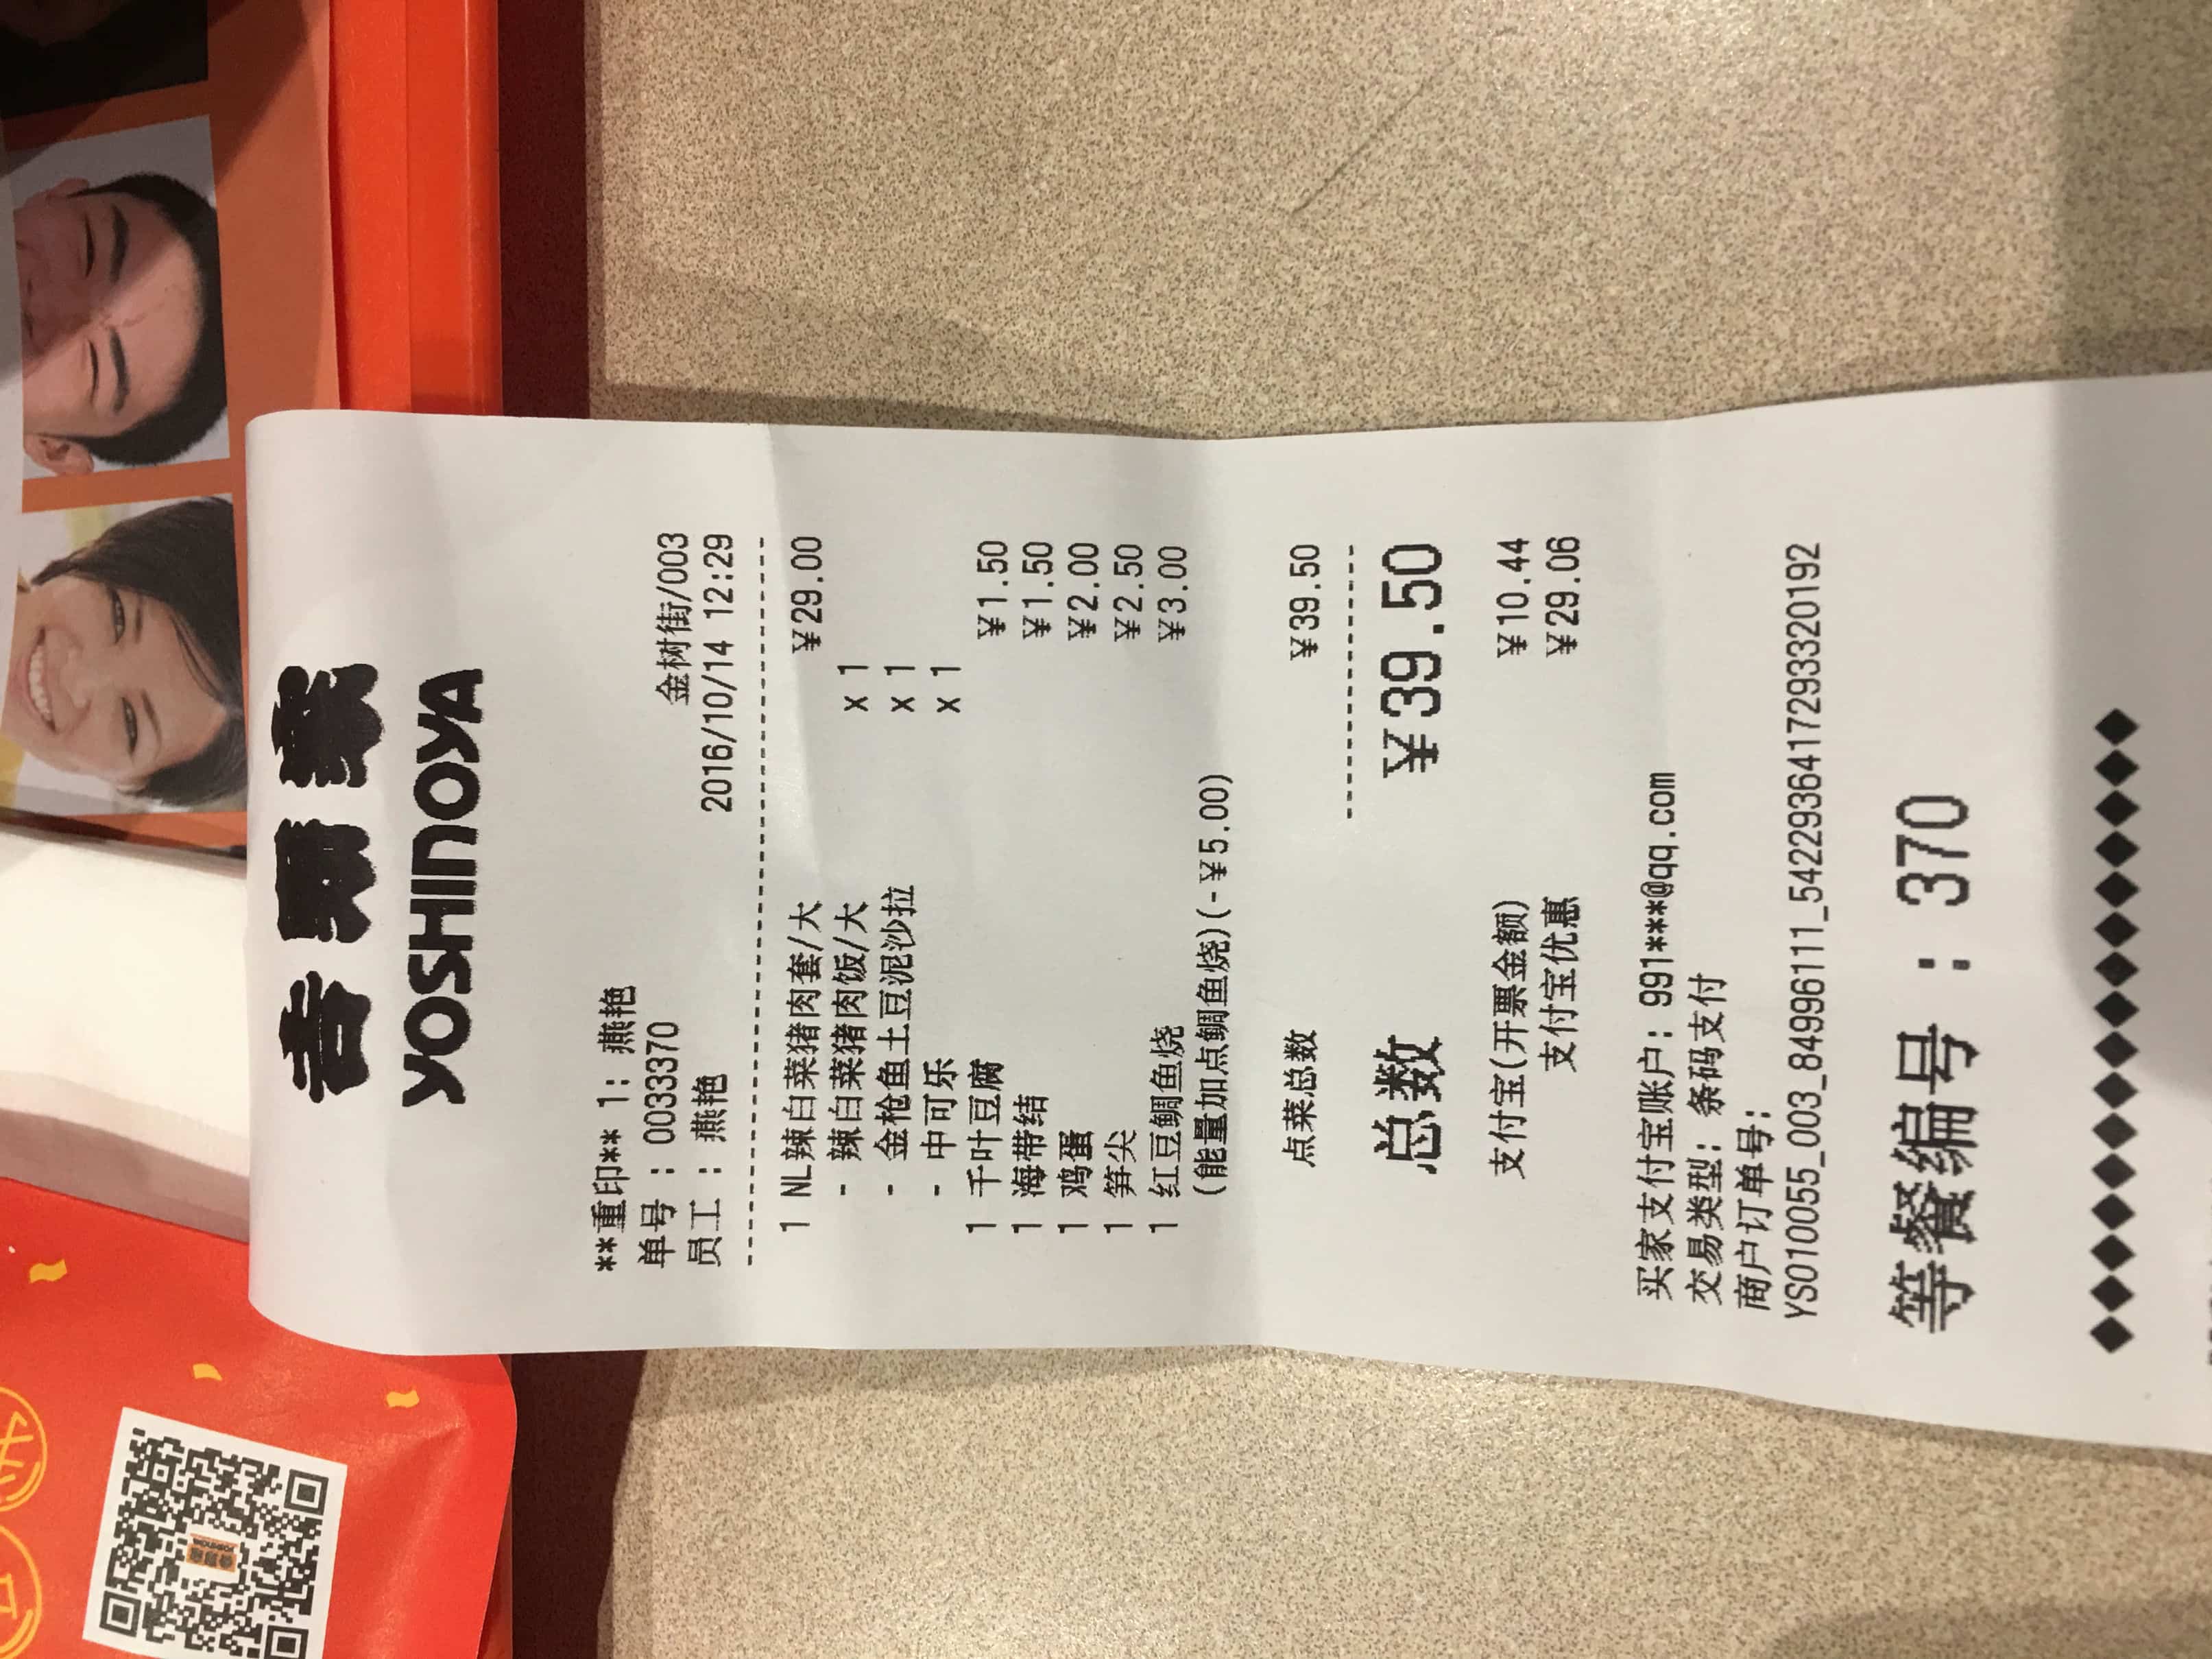 吉野家
YOSHINOYA
**重印** 1: 燕艳
单号 : 0033370 金树街/003
员工 : 燕艳 2016/10/14 12:29
1 NL辣白菜猪肉套/大 ¥29.00
- 辣白菜猪肉饭/大 x 1
- 金枪鱼土豆泥沙拉 x 1
- 中可乐 x 1
1 千叶豆腐 ¥1.50
1 海带结 ¥1.50
1 鸡蛋 ¥2.00
1 笋尖 ¥2.50
1 红豆鲷鱼烧 ¥3.00
(能量加点鲷鱼烧)(-¥5.00)
点菜总数 ¥39.50
总数 ¥39.50
支付宝(开票金额) ¥10.44
支付宝优惠 ¥29.06
买家支付宝账户: 991***@qq.com
交易类型: 条码支付
商户订单号:
YS010055_003_84996111_5422936417293320192
等餐编号 : 370